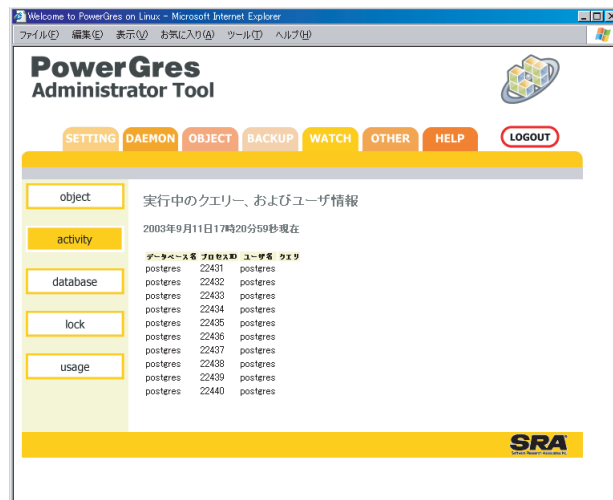 Welcome to PowerGres on Linux - Microsoft Internet Explorer
ファイル(F) 編集(E) 表示(V) お気に入り(A) ツール(T) ヘルプ(H)
PowerGres
Administrator Tool
SETTING DAEMON OBJECT BACKUP WATCH OTHER HELP LOGOUT
object
activity
database
lock
usage
実行中のクエリー、およびユーザ情報
2003年9月11日17時20分59秒現在
データベース名 プロセスID ユーザ名 クエリ
postgres 22431 postgres
postgres 22432 postgres
postgres 22433 postgres
postgres 22434 postgres
postgres 22435 postgres
postgres 22436 postgres
postgres 22437 postgres
postgres 22438 postgres
postgres 22439 postgres
postgres 22440 postgres
SRA
Software Research Associates, Inc.